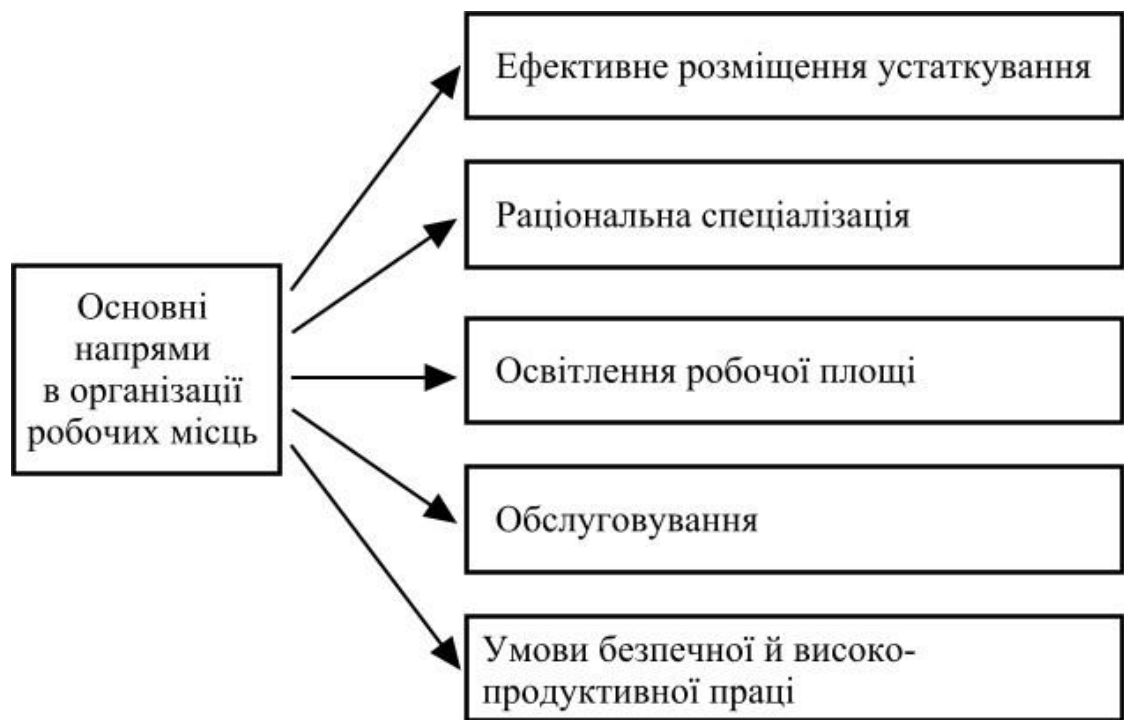 Ефективне розміщення устаткування
Раціональна спеціалізація
Основні
напрями
в організації
робочих місць
Освітлення робочої площі
Обслуговування
Умови безпечної й високо-
продуктивної праці